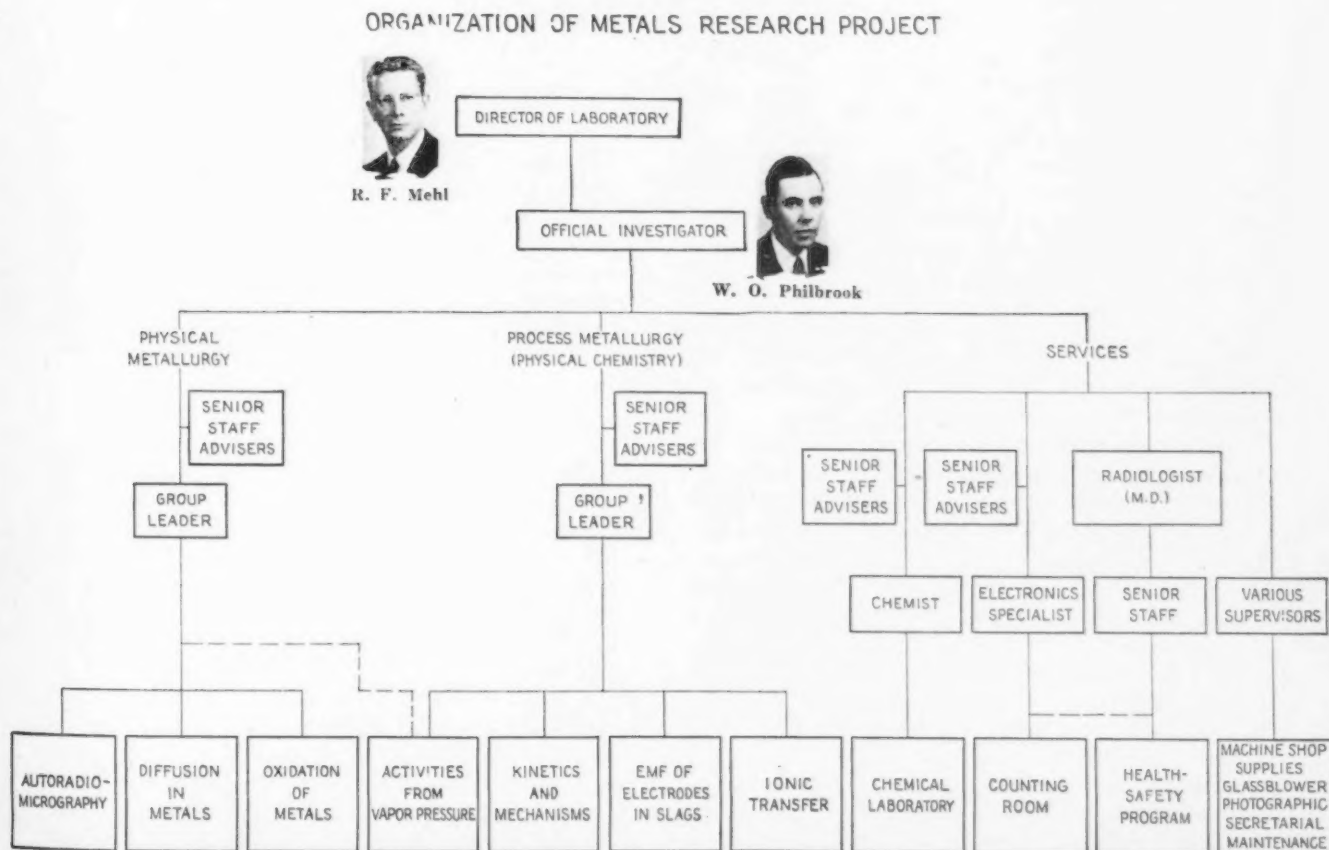 ORGANIZATION OF METALS RESEARCH PROJECT
DIRECTOR OF LABORATORY
R. F. Mehl
OFFICIAL INVESTIGATOR
W. O. Philbrook
PHYSICAL
METALLURGY
PROCESS METALLURGY
(PHYSICAL CHEMISTRY)
SERVICES
SENIOR
STAFF
ADVISERS
SENIOR
STAFF
ADVISERS
SENIOR
STAFF
ADVISERS
SENIOR
STAFF
ADVISERS
RADIOLOGIST
(M.D.)
GROUP
LEADER
GROUP
LEADER
CHEMIST
ELECTRONICS
SPECIALIST
SENIOR
STAFF
VARIOUS
SUPERVISORS
AUTORADIO-
MICROGRAPHY
DIFFUSION
IN
METALS
OXIDATION
OF
METALS
ACTIVITIES
FROM
VAPOR PRESSURE
KINETICS
AND
MECHANISMS
EMF OF
ELECTRODES
IN SLAGS
IONIC
TRANSFER
CHEMICAL
LABORATORY
COUNTING
ROOM
HEALTH-
SAFETY
PROGRAM
MACHINE SHOP
SUPPLIES
GLASSBLOWER
PHOTOGRAPHIC
SECRETARIAL
MAINTENANCE